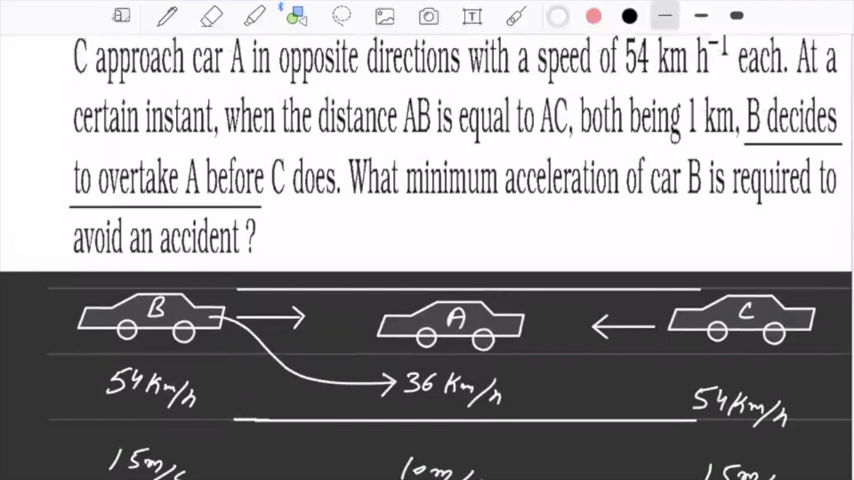 C approach car A in opposite directions with a speed of 54 km h⁻¹ each. At a
certain instant, when the distance AB is equal to AC, both being 1 km, B decides
to overtake A before C does. What minimum acceleration of car B is required to
avoid an accident ?
B A C
54 Km/h 36 Km/h 54 Km/h
15 m/s 10 m/s 15 m/s